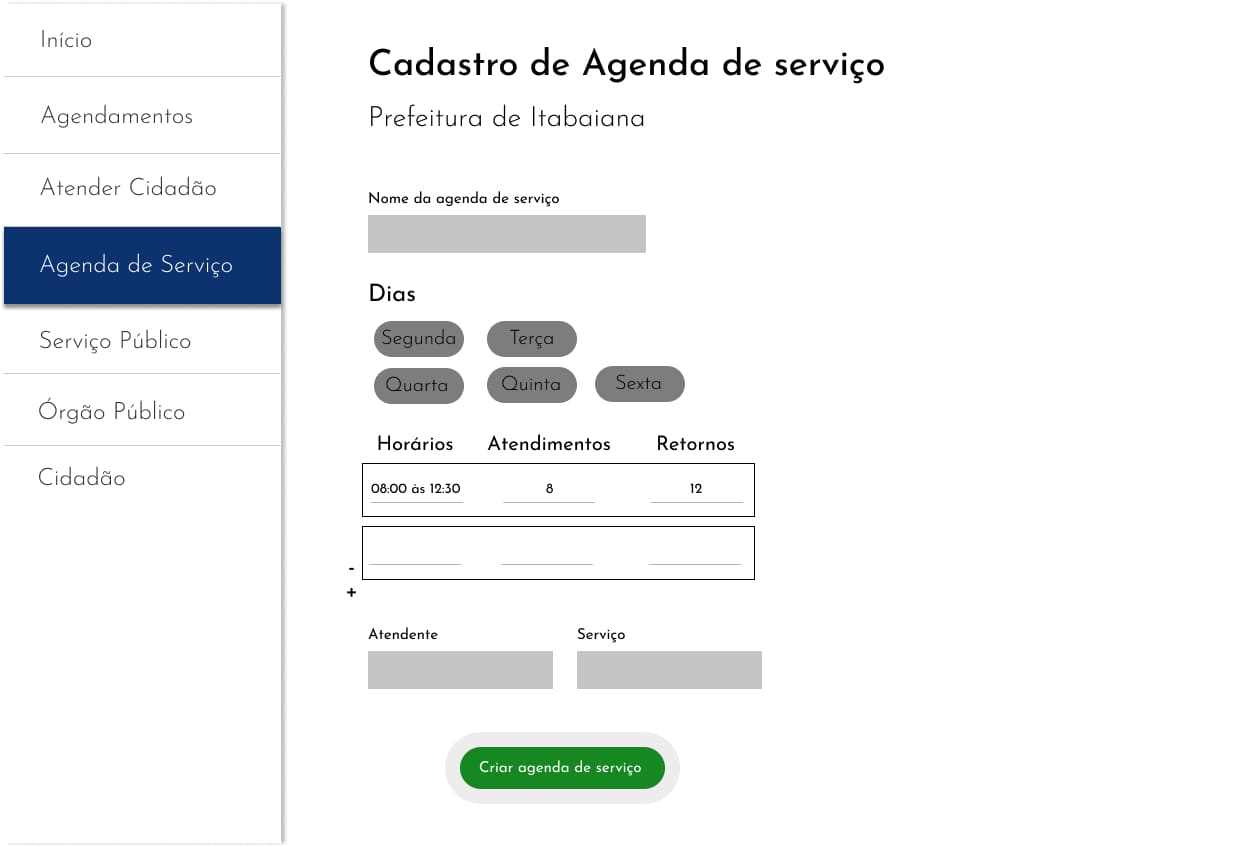 Início
Agendamentos
Atender Cidadão
Agenda de Serviço
Serviço Público
Órgão Público
Cidadão
Cadastro de Agenda de serviço
Prefeitura de Itabaiana
Nome da agenda de serviço
Dias
Segunda Terça
Quarta Quinta Sexta
Horários Atendimentos Retornos
08:00 às 12:30 8 12
-
+
Atendente Serviço
Criar agenda de serviço